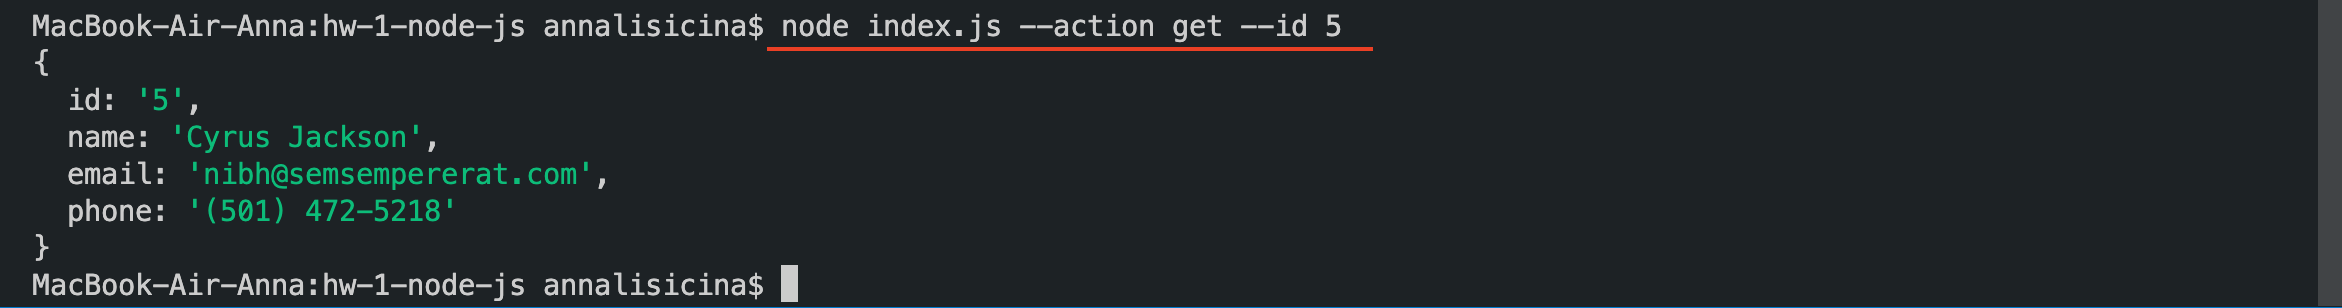 MacBook-Air-Anna:hw-1-node-js annalisicina$ node index.js --action get --id 5
{
  id: '5',
  name: 'Cyrus Jackson',
  email: 'nibh@semsempererat.com',
  phone: '(501) 472-5218'
}
MacBook-Air-Anna:hw-1-node-js annalisicina$